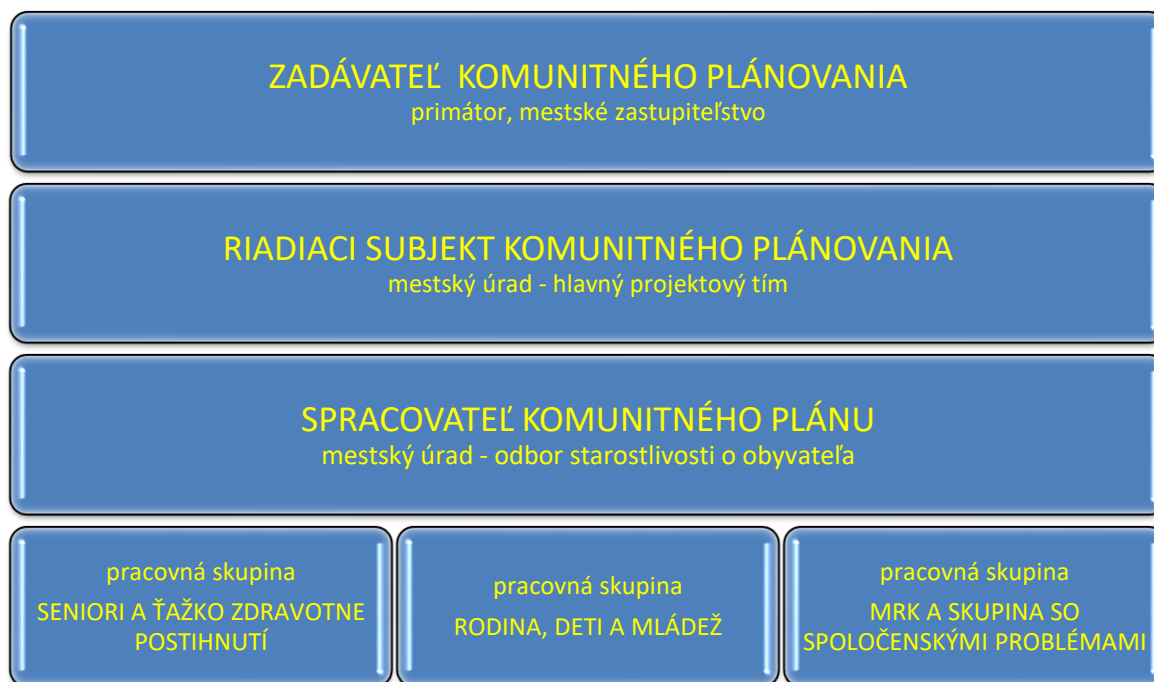 ZADÁVATEĽ KOMUNITNÉHO PLÁNOVANIA
primátor, mestské zastupiteľstvo
RIADIACI SUBJEKT KOMUNITNÉHO PLÁNOVANIA
mestský úrad - hlavný projektový tím
SPRACOVATEĽ KOMUNITNÉHO PLÁNU
mestský úrad - odbor starostlivosti o obyvateľa
pracovná skupina
SENIORI A ŤAŽKO ZDRAVOTNE
POSTIHNUTÍ
pracovná skupina
RODINA, DETI A MLÁDEŽ
pracovná skupina
MRK A SKUPINA SO
SPOLOČENSKÝMI PROBLÉMAMI